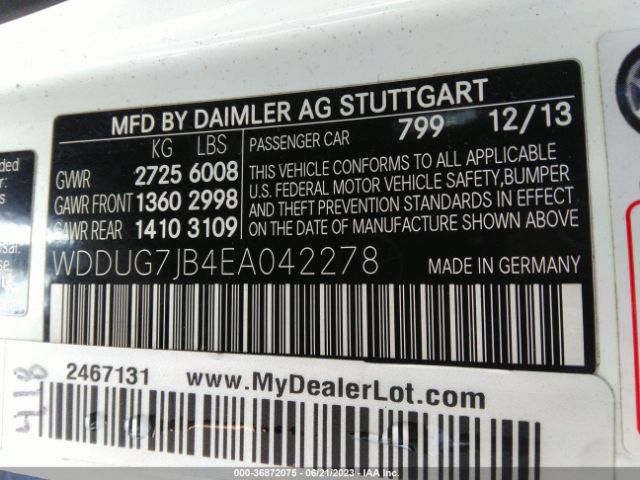 MFD BY DAIMLER AG STUTTGART
KG LBS
GVWR 2725 6008
GAWR FRONT 1360 2998
GAWR REAR 1410 3109
PASSENGER CAR 799 12/13
THIS VEHICLE CONFORMS TO ALL APPLICABLE
U.S. FEDERAL MOTOR VEHICLE SAFETY,BUMPER
AND THEFT PREVENTION STANDARDS IN EFFECT
ON THE DATE OF MANUFACTURE SHOWN ABOVE.
WDDUG7JB4EA042278
418
2467131 www.MyDealerLot.com
000-36872075 - 06/21/2023 - IAA Inc.